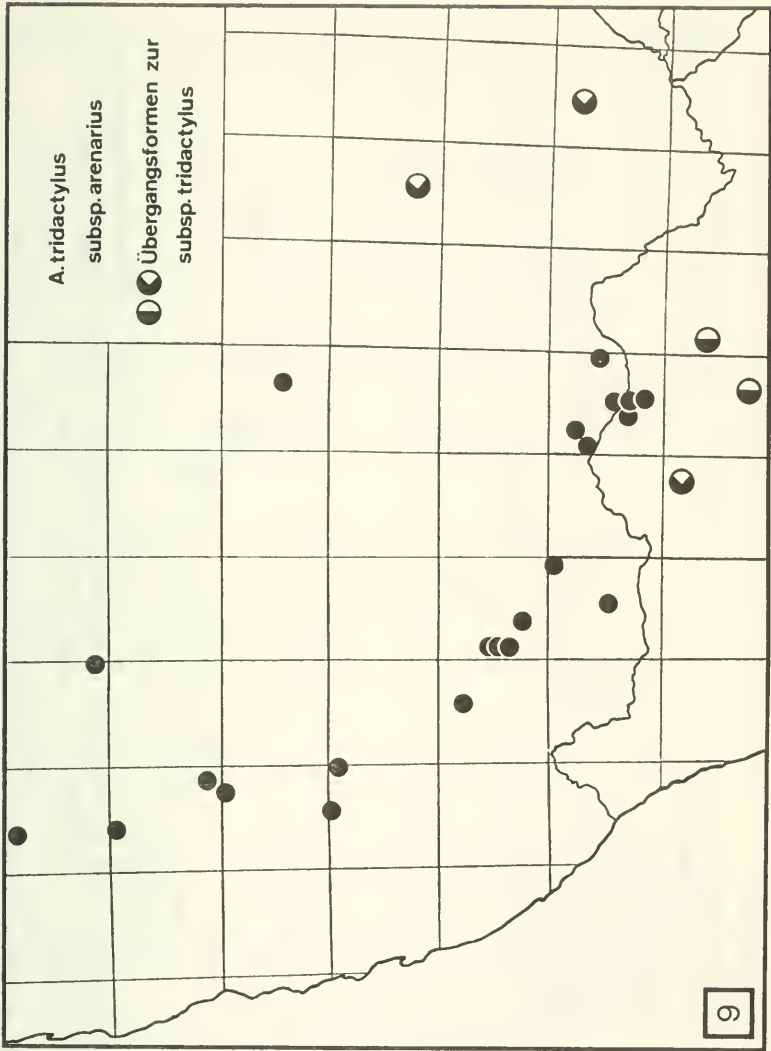 A. tridactylus
subsp. arenarius
Übergangsformen zur
subsp. tridactylus
9